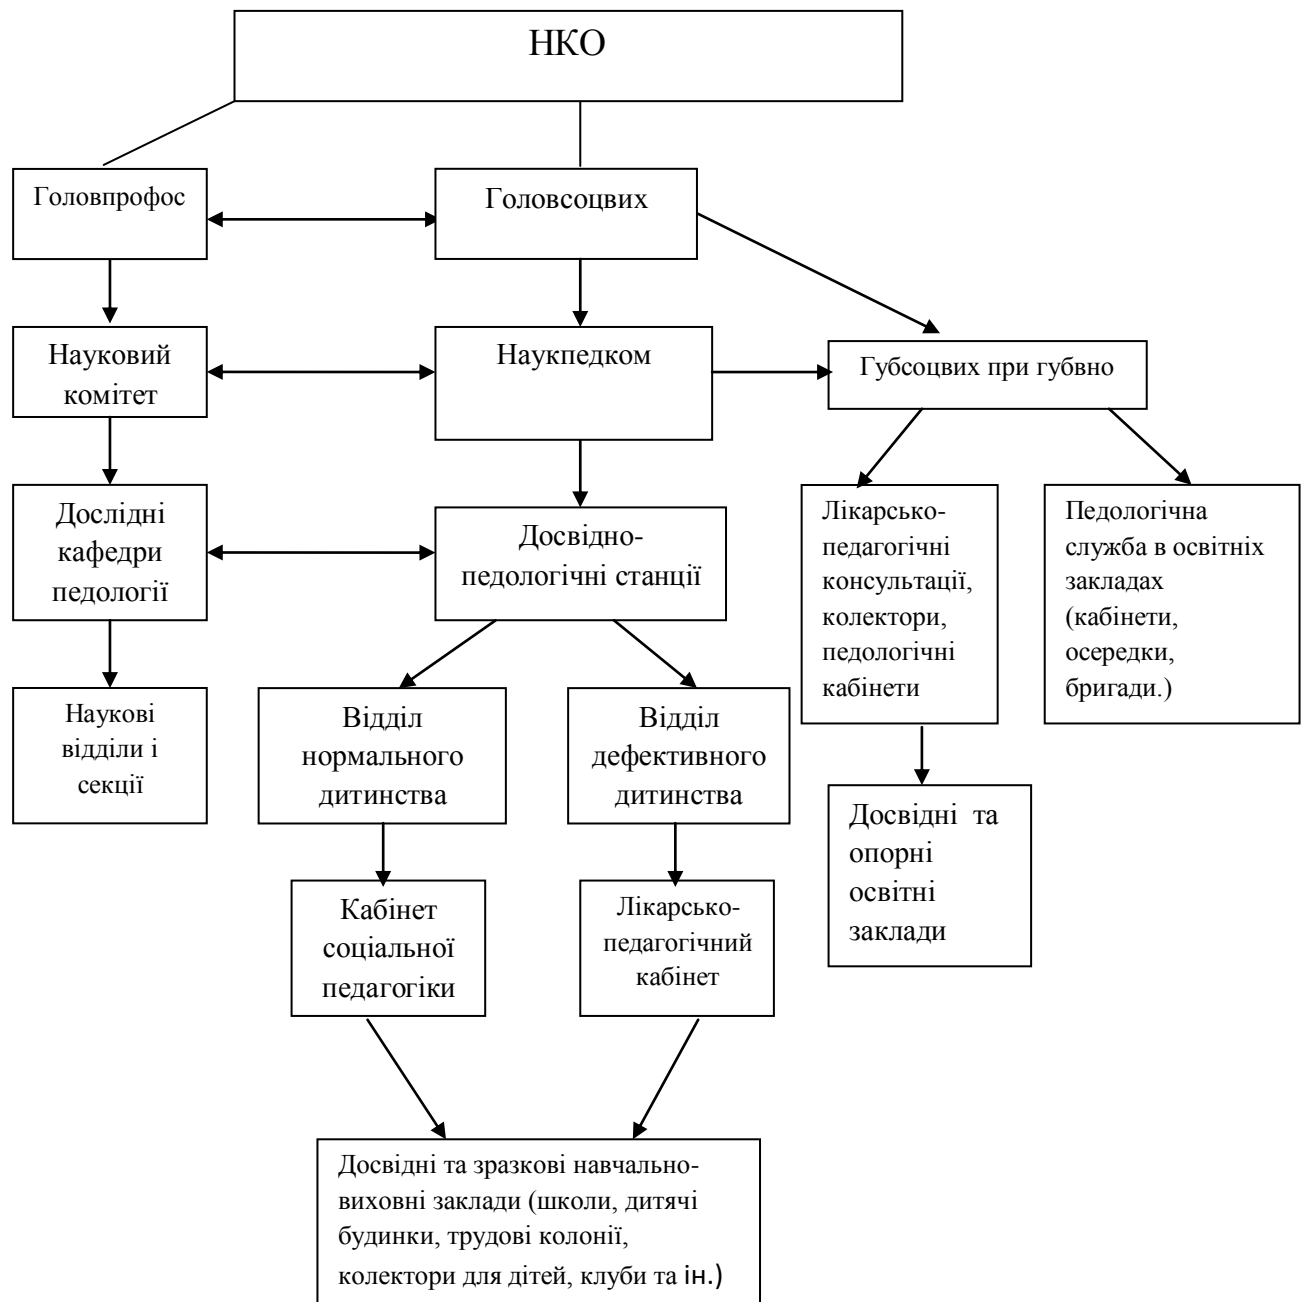 НКО
Головпрофос
Головсоцвих
Науковий
комітет
Наукпедком
Губсоцвих при губвно
Дослідні
кафедри
педології
Досвідно-
педологічні станції
Лікарсько-
педагогічні
консультації,
колектори,
педологічні
кабінети
Педологічна
служба в освітніх
закладах
(кабінети,
осередки,
бригади.)
Наукові
відділи і
секції
Відділ
нормального
дитинства
Відділ
дефективного
дитинства
Досвідні та
опорні
освітні
заклади
Кабінет
соціальної
педагогіки
Лікарсько-
педагогічний
кабінет
Досвідні та зразкові навчально-
виховні заклади (школи, дитячі
будинки, трудові колонії,
колектори для дітей, клуби та ін.)